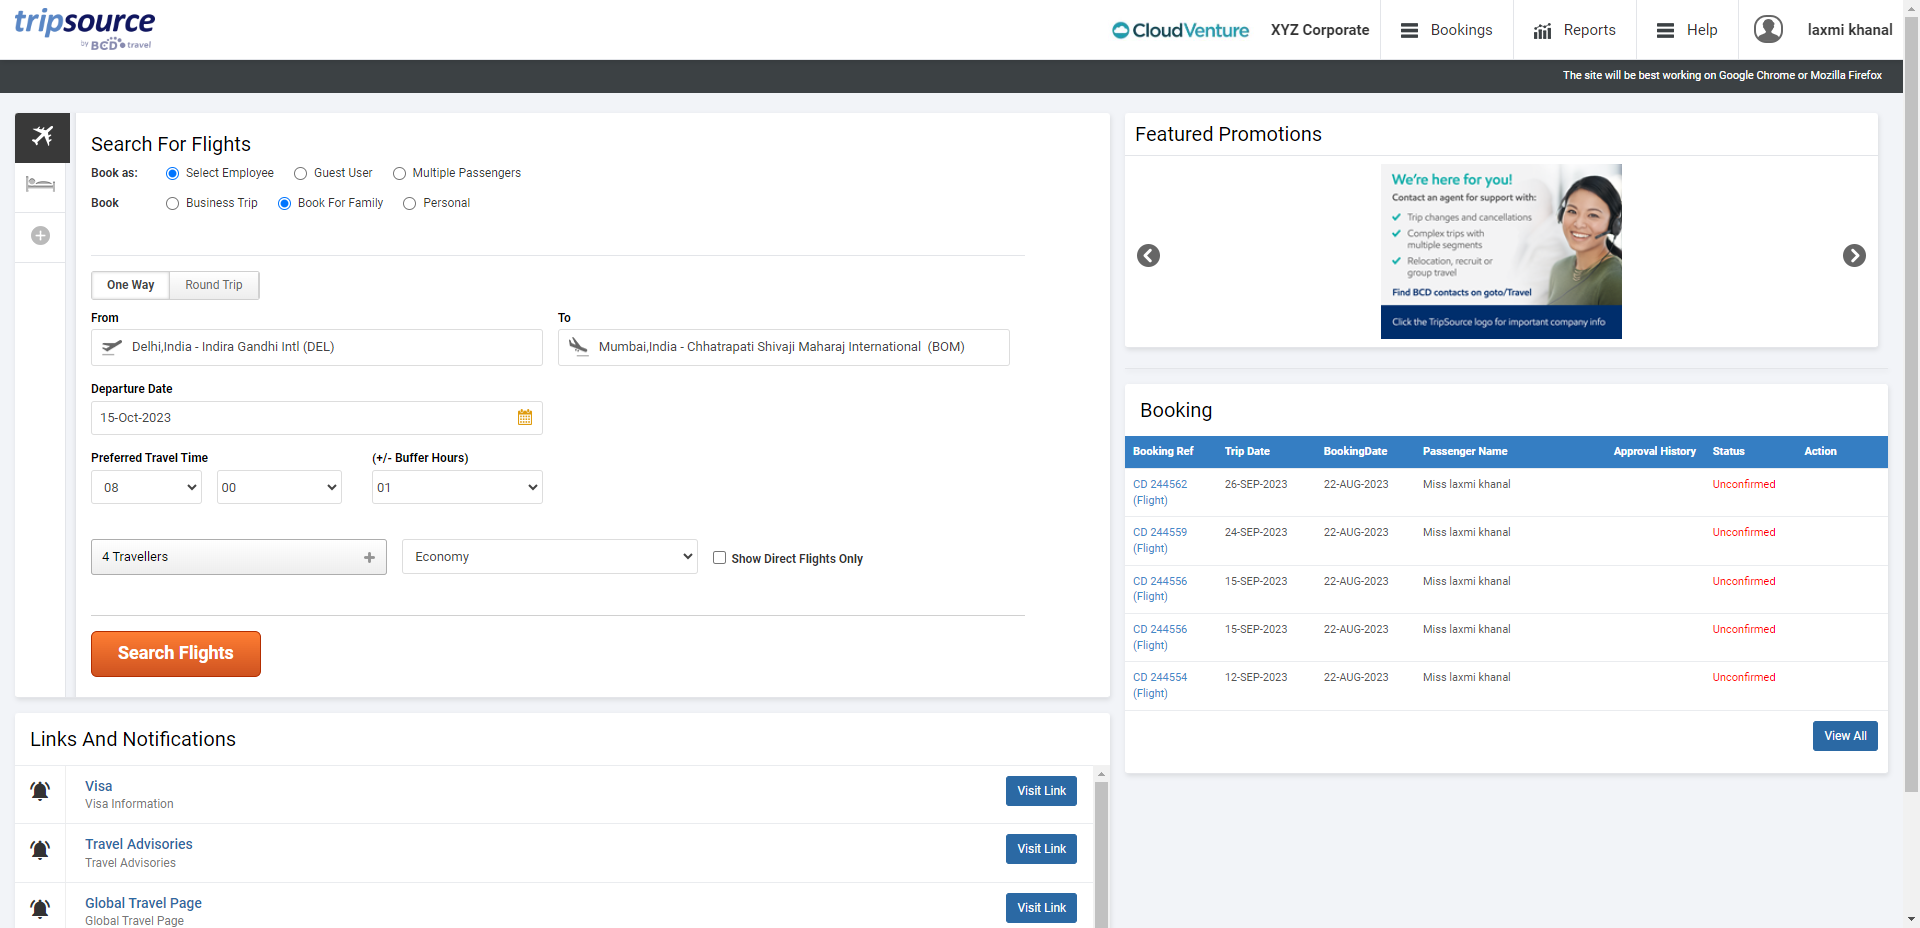 tripsource
by BCD travel
CloudVenture
XYZ Corporate
Bookings
Reports
Help
laxmi khanal
The site will be best working on Google Chrome or Mozilla Firefox
Search For Flights
Book as: Select Employee Guest User Multiple Passengers
Book Business Trip Book For Family Personal
One Way Round Trip
From
Delhi,India - Indira Gandhi Intl (DEL)
To
Mumbai,India - Chhatrapati Shivaji Maharaj International (BOM)
Departure Date
15-Oct-2023
Preferred Travel Time
08 00
(+/- Buffer Hours)
01
4 Travellers
Economy
Show Direct Flights Only
Search Flights
Links And Notifications
Visa
Visa Information
Visit Link
Travel Advisories
Travel Advisories
Visit Link
Global Travel Page
Global Travel Page
Visit Link
Featured Promotions
We're here for you!
Contact an agent for support with:
Trip changes and cancellations
Complex trips with
multiple segments
Relocation, recruit or
group travel
Find BCD contacts on goto/Travel
Click the TripSource logo for important company info
Booking
Booking Ref Trip Date BookingDate Passenger Name Approval History Status Action
CD 244562 26-SEP-2023 22-AUG-2023 Miss laxmi khanal Unconfirmed
(Flight)
CD 244559 24-SEP-2023 22-AUG-2023 Miss laxmi khanal Unconfirmed
(Flight)
CD 244556 15-SEP-2023 22-AUG-2023 Miss laxmi khanal Unconfirmed
(Flight)
CD 244556 15-SEP-2023 22-AUG-2023 Miss laxmi khanal Unconfirmed
(Flight)
CD 244554 12-SEP-2023 22-AUG-2023 Miss laxmi khanal Unconfirmed
(Flight)
View All